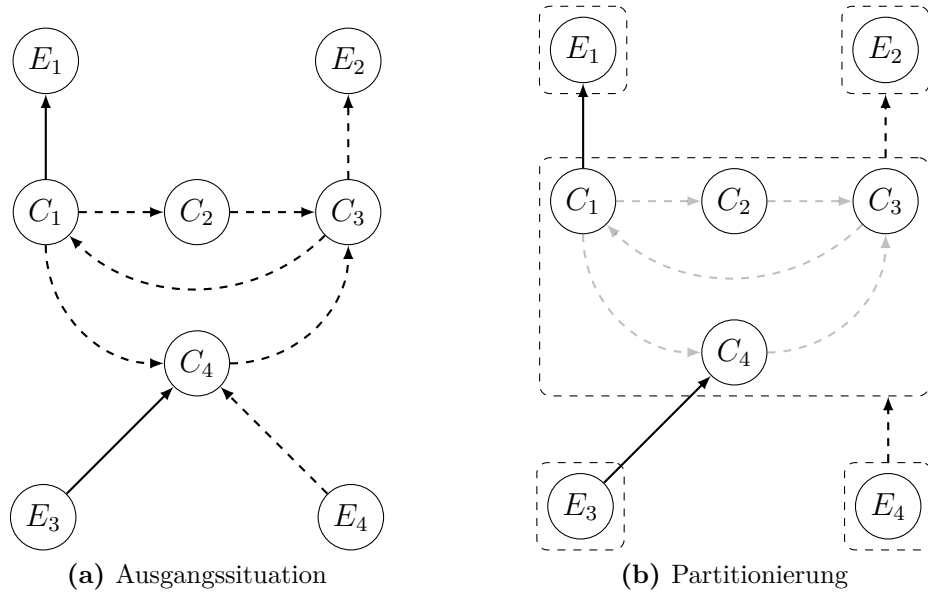 E₁ E₂ E₁ E₂
C₁ C₂ C₃ C₁ C₂ C₃
C₄ C₄
E₃ E₄ E₃ E₄
(a) Ausgangssituation (b) Partitionierung